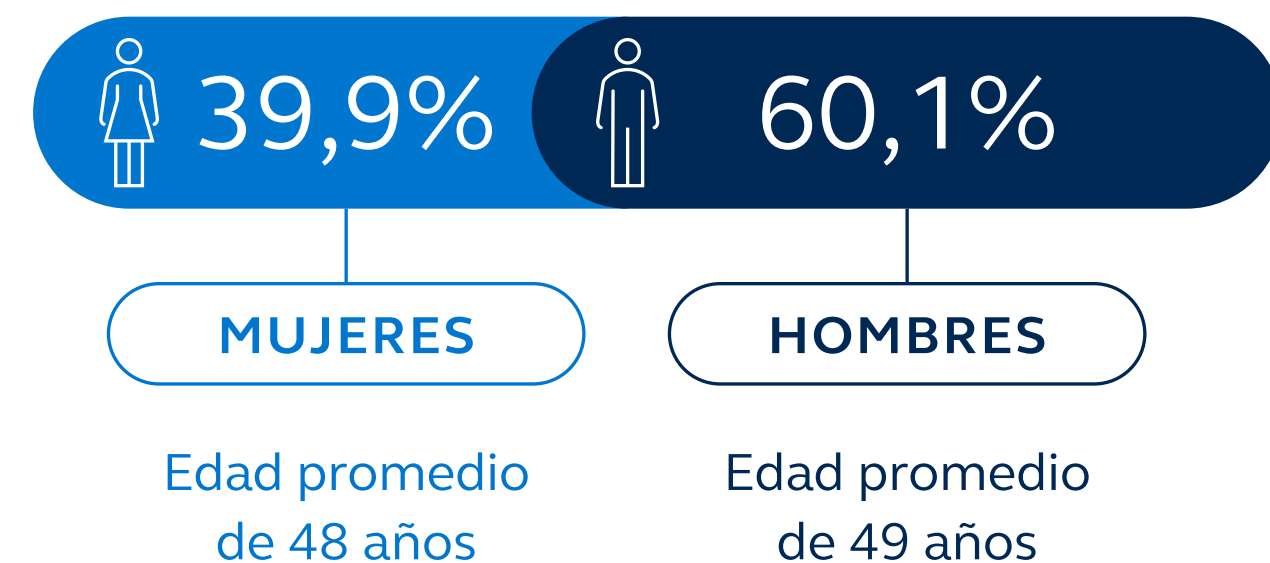 39,9%
60,1%
MUJERES
HOMBRES
Edad promedio
de 48 años
Edad promedio
de 49 años